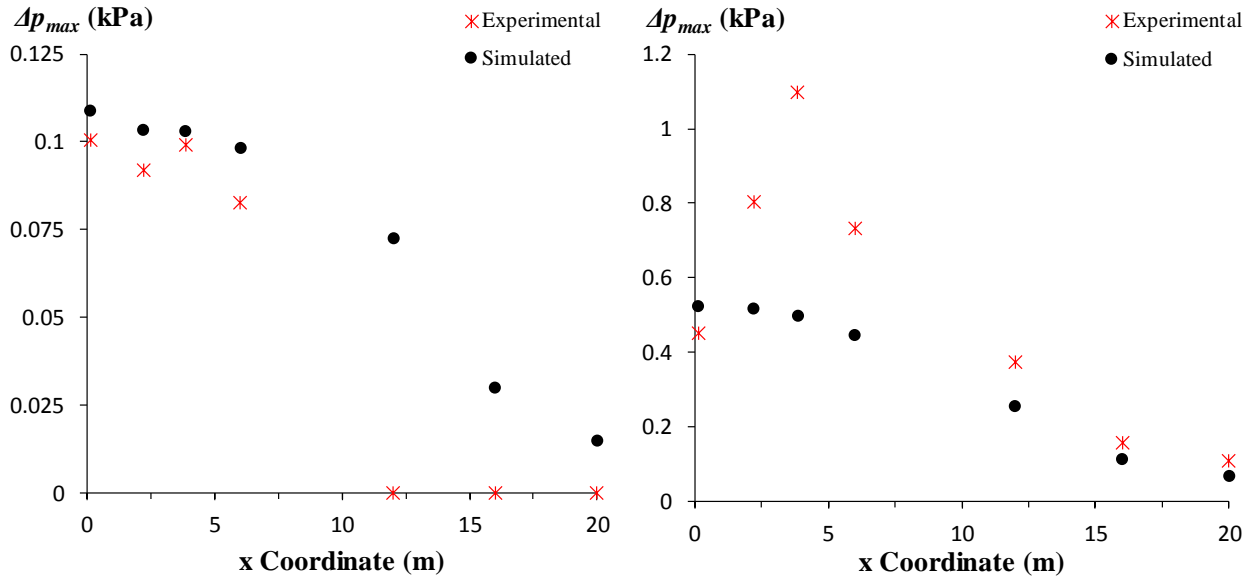 Δp_max (kPa)
Experimental
Simulated
0.125
0.1
0.075
0.05
0.025
0
0 5 10 15 20
x Coordinate (m)
Δp_max (kPa)
Experimental
Simulated
1.2
1
0.8
0.6
0.4
0.2
0
0 5 10 15 20
x Coordinate (m)